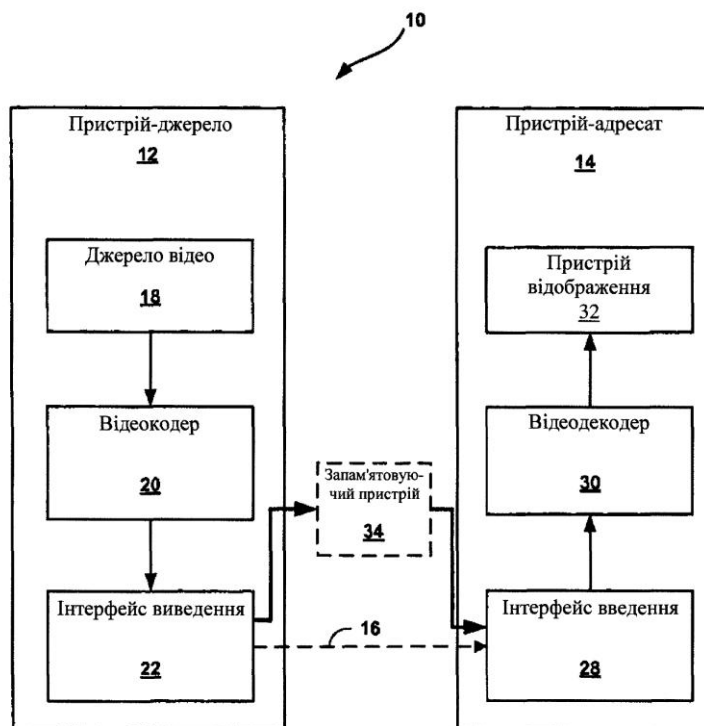 10
Пристрій-джерело
12
Джерело відео
18
Відеокодер
20
Інтерфейс виведення
22
Запам'ятовую-
чий пристрій
34
16
Пристрій-адресат
14
Пристрій
відображення
32
Відеодекодер
30
Інтерфейс введення
28